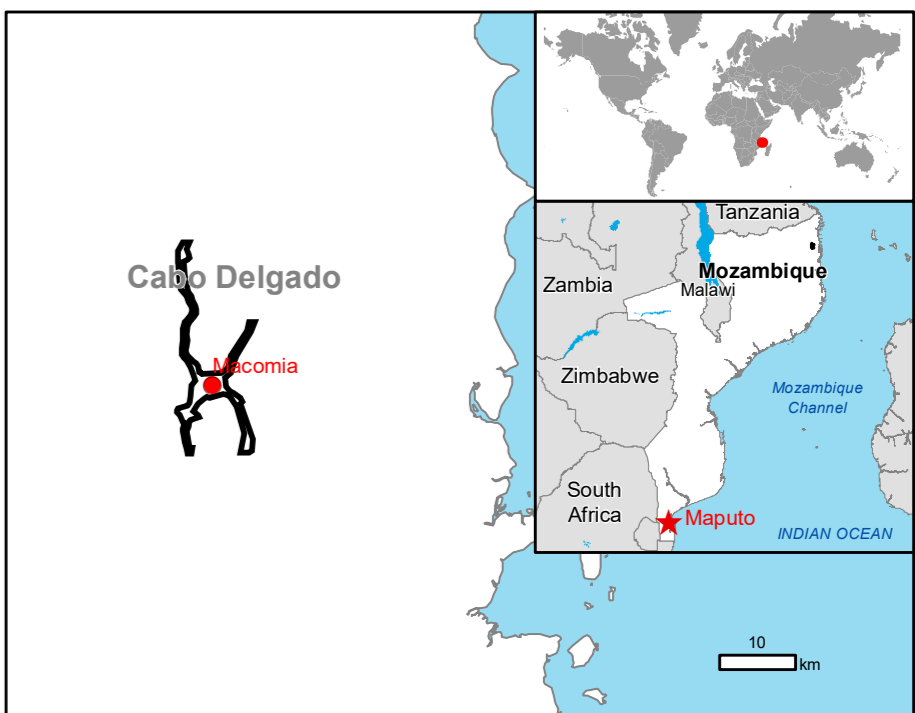 Cabo Delgado
Macomia
Tanzania
Mozambique
Malawi
Zambia
Zimbabwe
Mozambique
Channel
South
Africa
Maputo
INDIAN OCEAN
10
km